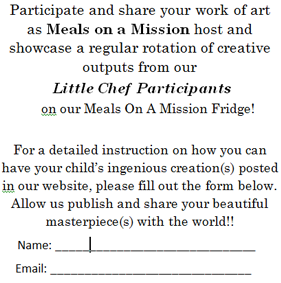 Participate and share your work of art
as Meals on a Mission host and
showcase a regular rotation of creative
outputs from our
Little Chef Participants
on our Meals On A Mission Fridge!
For a detailed instruction on how you can
have your child's ingenious creation(s) posted
in our website, please fill out the form below.
Allow us publish and share your beautiful
masterpiece(s) with the world!!
Name: ______________________________
Email: ______________________________